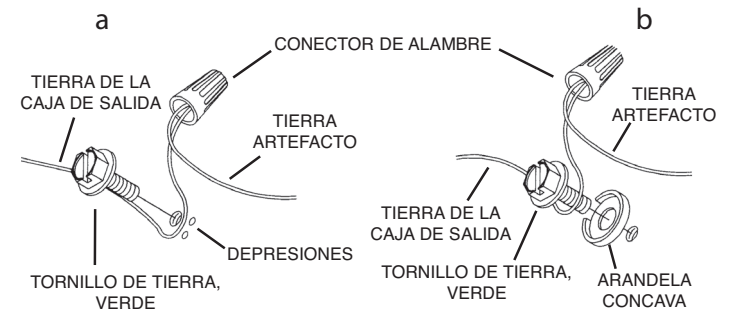 a
b
CONECTOR DE ALAMBRE
TIERRA DE LA
CAJA DE SALIDA
TIERRA
ARTEFACTO
DEPRESIONES
TORNILLO DE TIERRA,
VERDE
TIERRA
ARTEFACTO
TIERRA DE LA
CAJA DE SALIDA
TORNILLO DE TIERRA,
VERDE
ARANDELA
CONCAVA